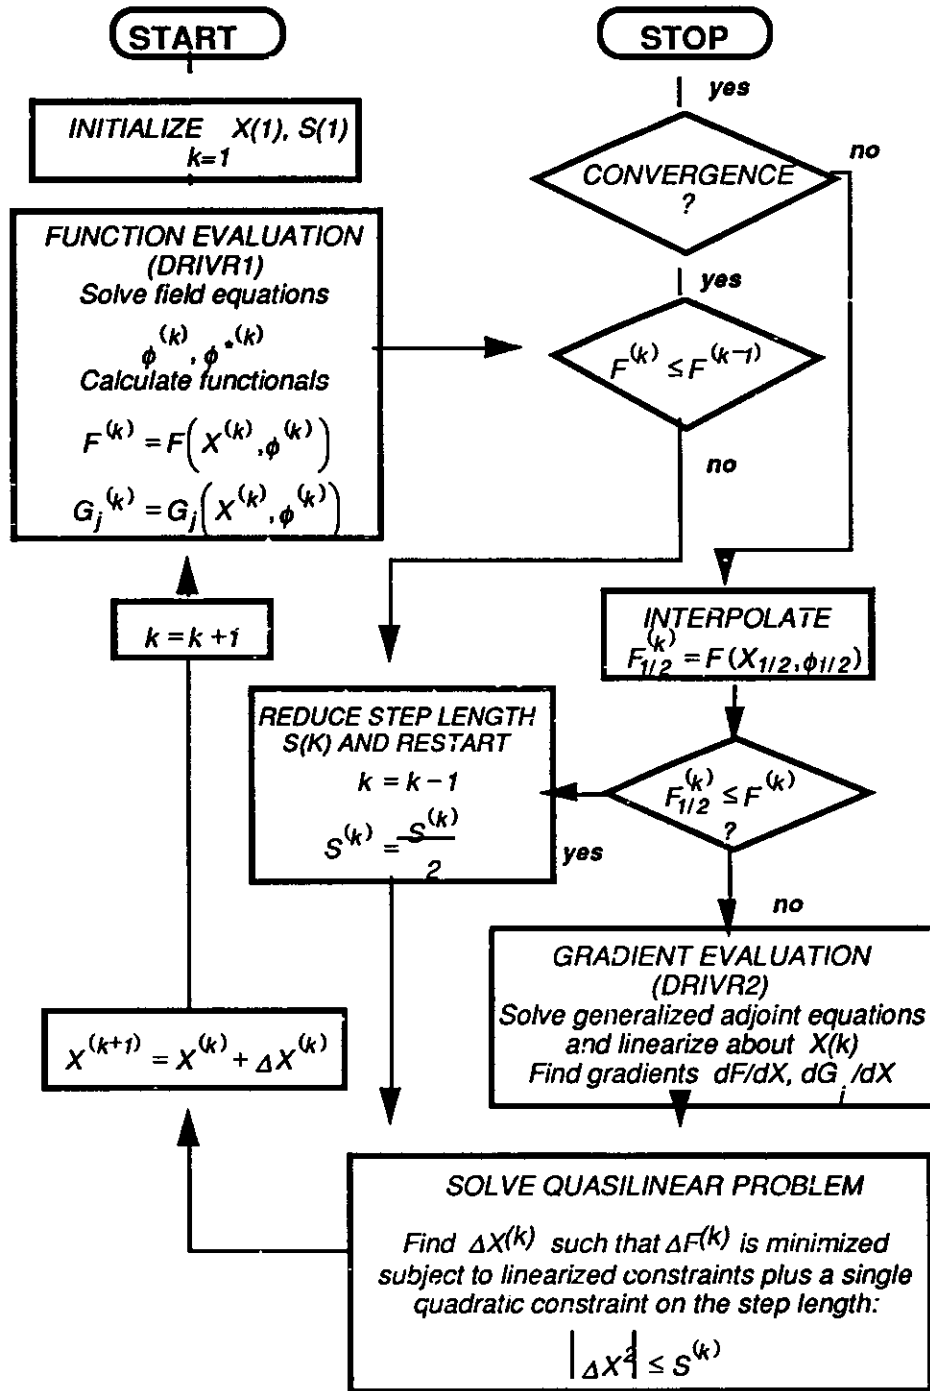 START
INITIALIZE X(1), S(1)
k=1
FUNCTION EVALUATION
(DRIVR1)
Solve field equations
ϕ^(k), ϕ*^(k)
Calculate functionals
F^(k) = F(X^(k), ϕ^(k))
G_j^(k) = G_j(X^(k), ϕ^(k))
STOP
yes
CONVERGENCE
?
no
yes
F^(k) ≤ F^(k-1)
no
INTERPOLATE
F_1/2^(k) = F(X_1/2, ϕ_1/2)
F_1/2^(k) ≤ F^(k)
?
yes
no
REDUCE STEP LENGTH
S(K) AND RESTART
k = k - 1
S^(k) = S^(k)/2
GRADIENT EVALUATION
(DRIVR2)
Solve generalized adjoint equations
and linearize about X(k)
Find gradients dF/dX, dG_j/dX
SOLVE QUASILINEAR PROBLEM
Find ΔX^(k) such that ΔF^(k) is minimized
subject to linearized constraints plus a single
quadratic constraint on the step length:
|ΔX^2| ≤ S^(k)
X^(k+1) = X^(k) + ΔX^(k)
k = k + 1